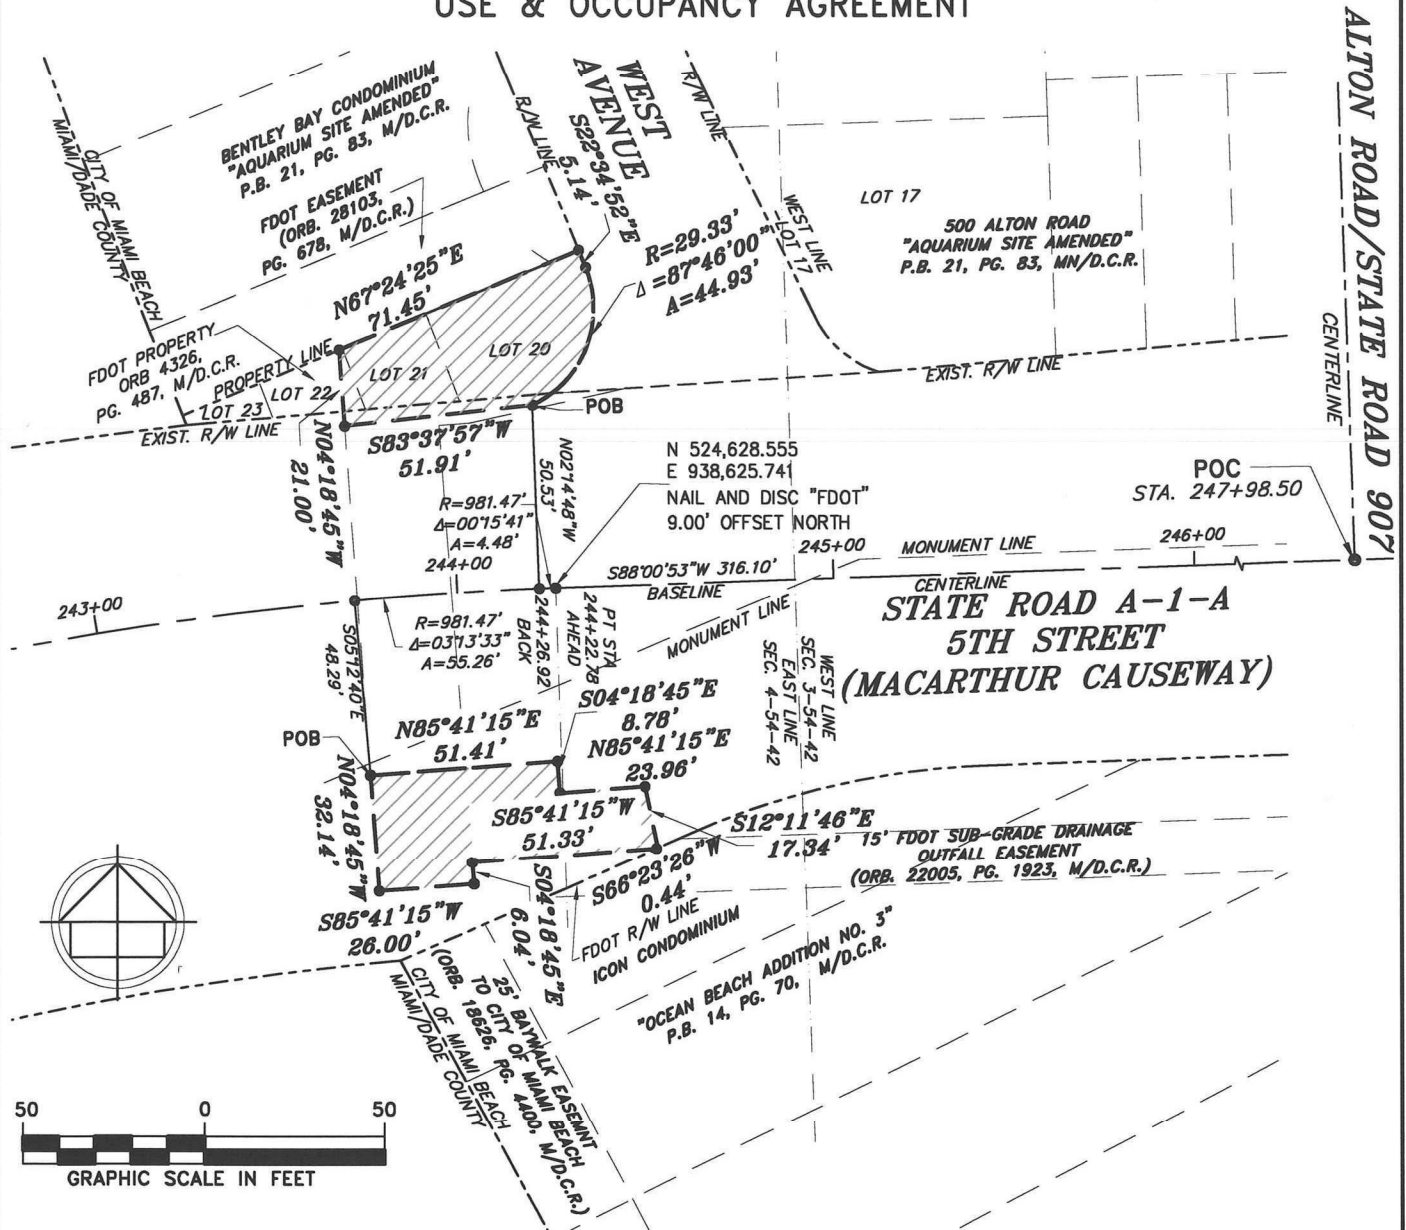 USE & OCCUPANCY AGREEMENT
ALTON ROAD/STATE ROAD 907
CENTERLINE
CITY OF MIAMI BEACH
MIAMI/DADE COUNTY
BENTLEY BAY CONDOMINIUM
"AQUARIUM SITE AMENDED"
P.B. 21, PG. 83, M/D.C.R.
FDOT EASEMENT
(ORB. 28103,
PG. 678, M/D.C.R.)
R/W LINE
WEST
AVENUE
S22°34'52"E
5.14'
R/W LINE
R=29.33'
Δ=87°46'00"
A=44.93'
WEST LINE
LOT 17
LOT 17
500 ALTON ROAD
"AQUARIUM SITE AMENDED"
P.B. 21, PG. 83, MN/D.C.R.
N67°24'25"E
71.45'
FDOT PROPERTY
ORB 4326,
PG. 487, M/D.C.R.
PROPERTY LINE
LOT 20
LOT 21
LOT 22
LOT 23
EXIST. R/W LINE
EXIST. R/W LINE
POB
S83°37'57"W
51.91'
N04°18'45"W
21.00'
N02°14'48"W
50.53'
N 524,628.555
E 938,625.741
NAIL AND DISC "FDOT"
9.00' OFFSET NORTH
POC
STA. 247+98.50
R=981.47'
Δ=00°15'41"
A=4.48'
243+00
244+00
245+00
246+00
MONUMENT LINE
S88°00'53"W 316.10'
BASELINE
CENTERLINE
STATE ROAD A-1-A
5TH STREET
(MACARTHUR CAUSEWAY)
R=981.47'
Δ=03°13'33"
A=55.26'
244+26.92
BACK
PT STA
244+22.78
AHEAD
MONUMENT LINE
WEST LINE
SEC. 3-54-42
EAST LINE
SEC. 4-54-42
S05°12'40"E
48.29'
POB
N85°41'15"E
51.41'
S04°18'45"E
8.78'
N85°41'15"E
23.96'
N04°18'45"W
32.14'
S85°41'15"W
51.33'
S12°11'46"E
17.34'
15' FDOT SUB-GRADE DRAINAGE
OUTFALL EASEMENT
(ORB. 22005, PG. 1923, M/D.C.R.)
S85°41'15"W
26.00'
S04°18'45"E
6.04'
S66°23'26"W
0.44'
FDOT R/W LINE
ICON CONDOMINIUM
"OCEAN BEACH ADDITION NO. 3"
P.B. 14, PG. 70, M/D.C.R.
CITY OF MIAMI BEACH
MIAMI/DADE COUNTY
25' BAYWALK EASEMNT
TO CITY OF MIAMI BEACH
(ORB. 18626, PG. 4400, M/D.C.R.)
50 0 50
GRAPHIC SCALE IN FEET